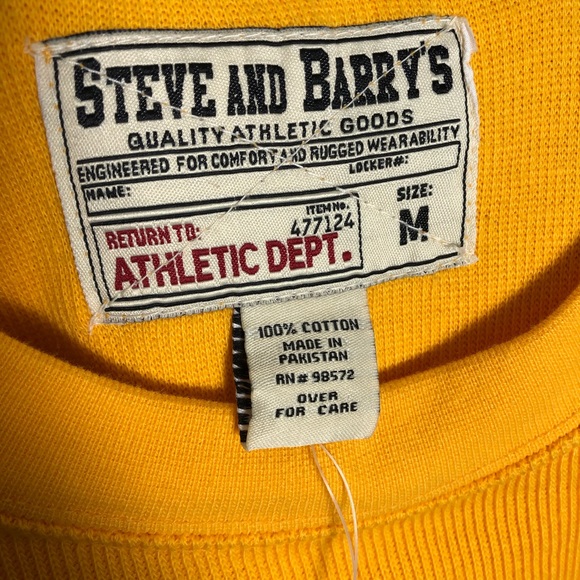 STEVE AND BARRY'S
QUALITY ATHLETIC GOODS
ENGINEERED FOR COMFORT AND RUGGED WEARABILITY
NAME: LOCKER#:
RETURN TO: ITEM NO. SIZE:
477124 M
ATHLETIC DEPT.
100% COTTON
MADE IN
PAKISTAN
RN# 98572
OVER
FOR CARE